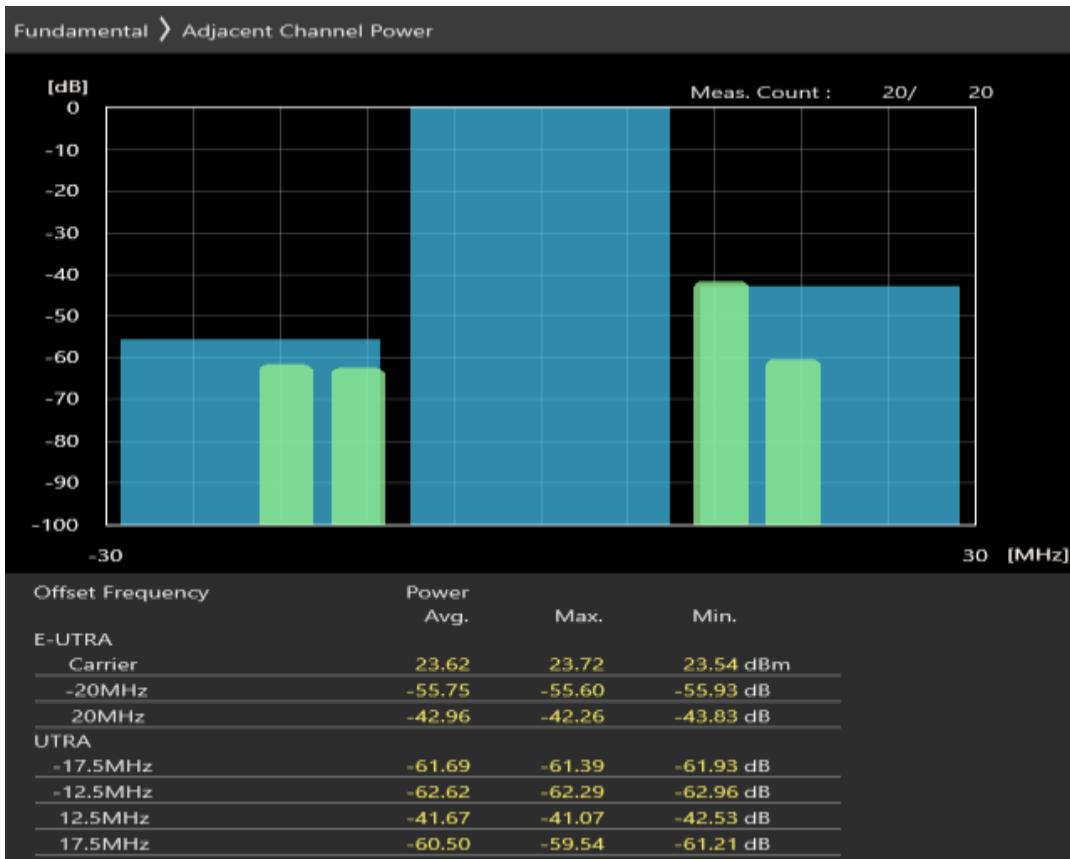 Fundamental ❯ Adjacent Channel Power
[dB]
Meas. Count : 20/ 20
0
-10
-20
-30
-40
-50
-60
-70
-80
-90
-100
-30 30 [MHz]
Offset Frequency Power
Avg. Max. Min.
E-UTRA
Carrier 23.62 23.72 23.54 dBm
-20MHz -55.75 -55.60 -55.93 dB
20MHz -42.96 -42.26 -43.83 dB
UTRA
-17.5MHz -61.69 -61.39 -61.93 dB
-12.5MHz -62.62 -62.29 -62.96 dB
12.5MHz -41.67 -41.07 -42.53 dB
17.5MHz -60.50 -59.54 -61.21 dB